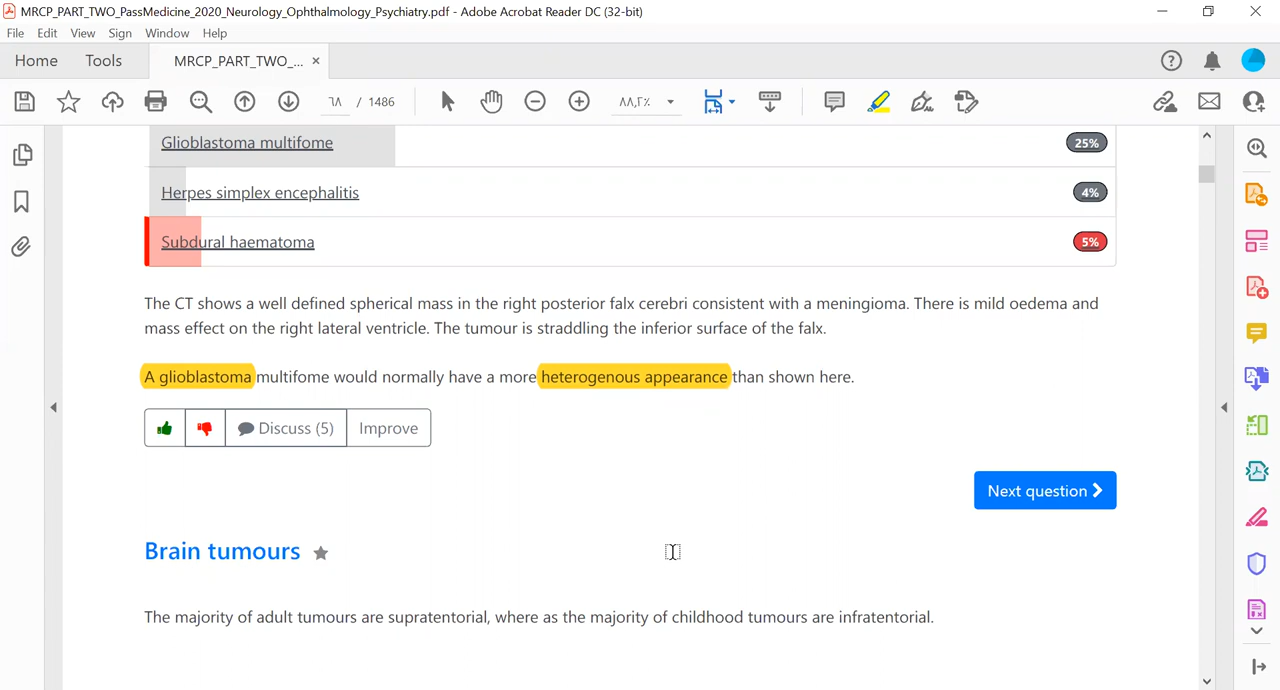 MRCP_PART_TWO_PassMedicine_2020_Neurology_Ophthalmology_Psychiatry.pdf - Adobe Acrobat Reader DC (32-bit)
File Edit View Sign Window Help
Home Tools MRCP_PART_TWO_... ×
٦٨ / 1486 ٨٨,٢٪
Glioblastoma multifome 25%
Herpes simplex encephalitis 4%
Subdural haematoma 5%
The CT shows a well defined spherical mass in the right posterior falx cerebri consistent with a meningioma. There is mild oedema and
mass effect on the right lateral ventricle. The tumour is straddling the inferior surface of the falx.
A glioblastoma multifome would normally have a more heterogenous appearance than shown here.
Discuss (5) Improve
Next question
Brain tumours
The majority of adult tumours are supratentorial, where as the majority of childhood tumours are infratentorial.